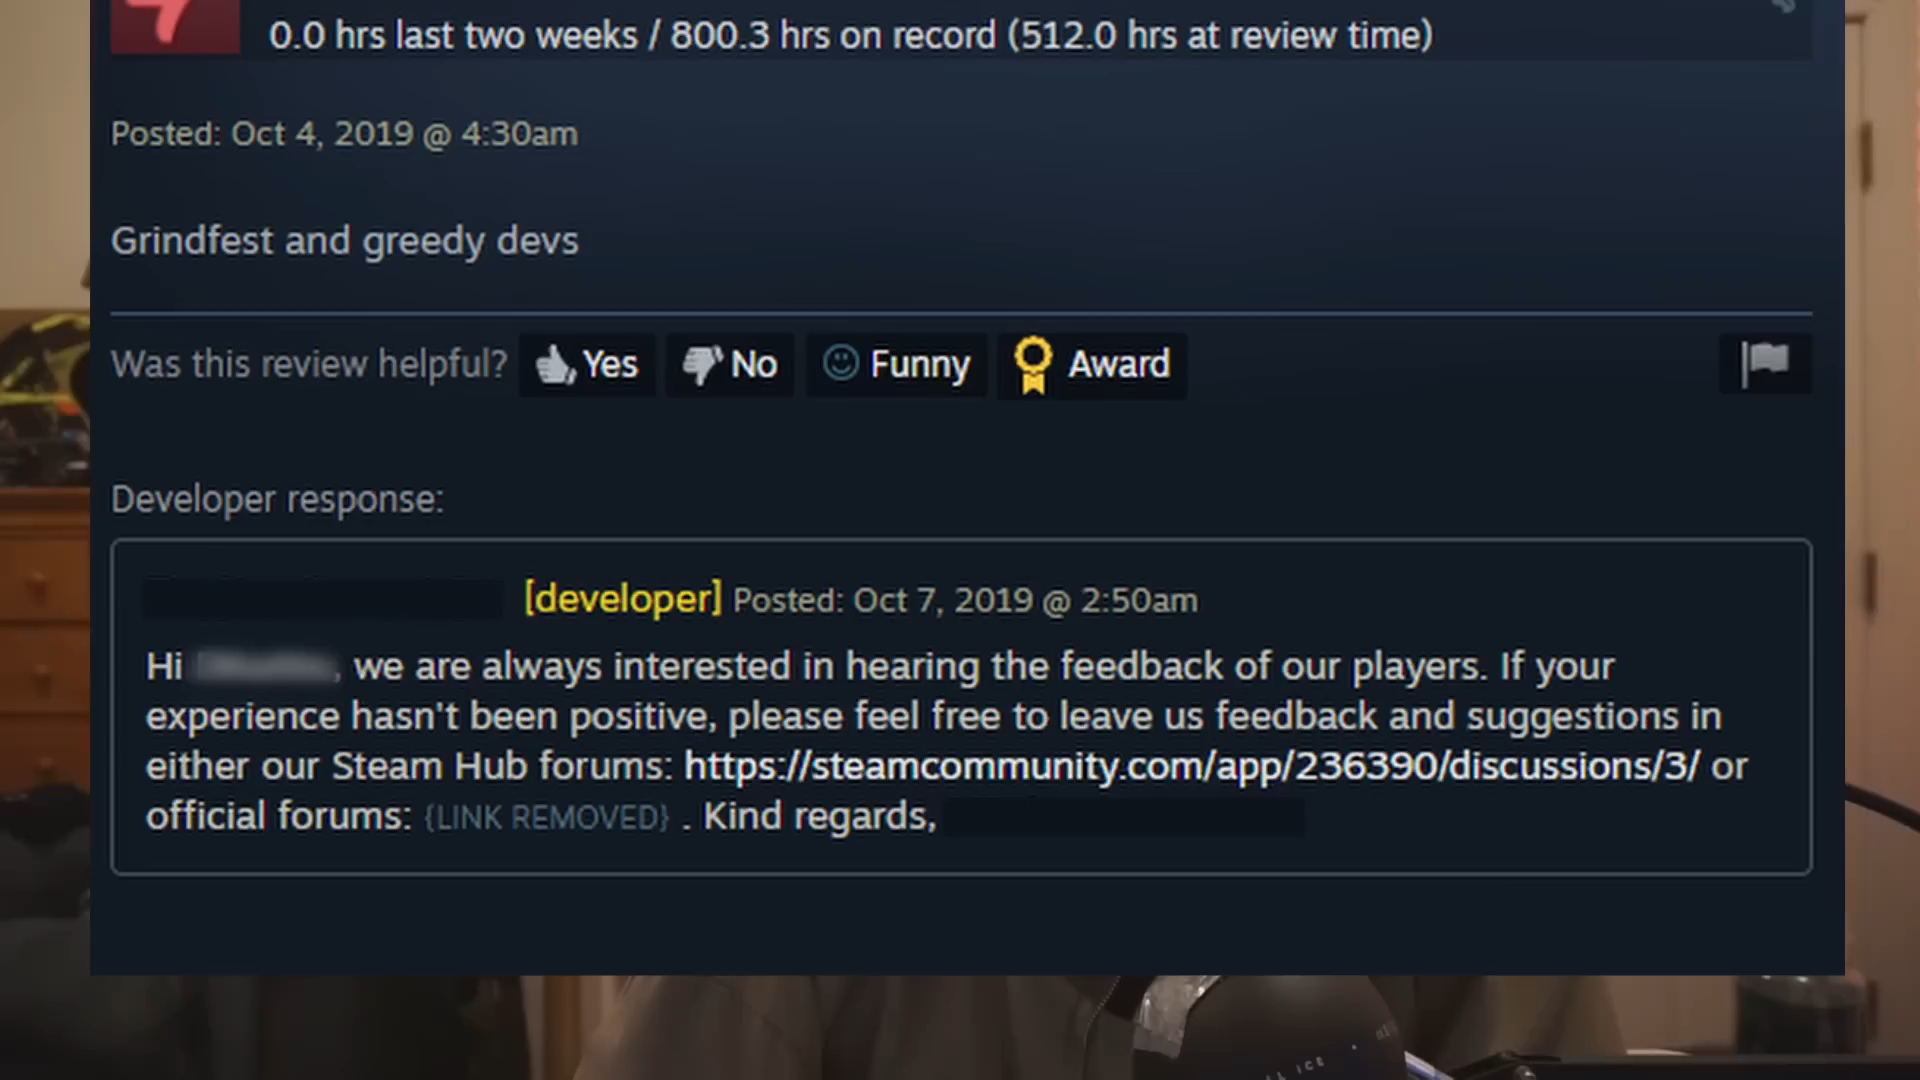 0.0 hrs last two weeks / 800.3 hrs on record (512.0 hrs at review time)
Posted: Oct 4, 2019 @ 4:30am
Grindfest and greedy devs
Was this review helpful? Yes No Funny Award
Developer response:
[developer] Posted: Oct 7, 2019 @ 2:50am
Hi , we are always interested in hearing the feedback of our players. If your
experience hasn't been positive, please feel free to leave us feedback and suggestions in
either our Steam Hub forums: https://steamcommunity.com/app/236390/discussions/3/ or
official forums: {LINK REMOVED} . Kind regards,
ICE